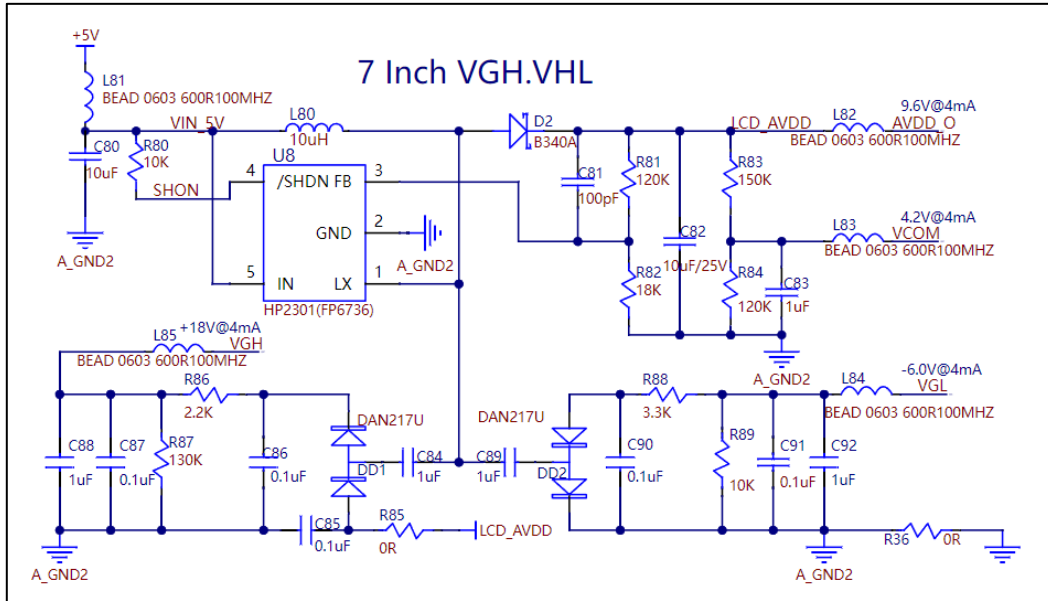 +5V
7 Inch VGH.VHL
L81
BEAD 0603 600R100MHZ
VIN_5V
L80
10uH
D2
B340A
LCD_AVDD
L82
9.6V@4mA
AVDD_O
BEAD 0603 600R100MHZ
C80
10uF
R80
10K
SHON
U8
4
/SHDN
FB
3
GND
2
A_GND2
5
IN
LX
1
HP2301(FP6736)
A_GND2
C81
100pF
R81
120K
R83
150K
C82
10uF/25V
R82
18K
R84
120K
C83
1uF
L83
4.2V@4mA
VCOM
BEAD 0603 600R100MHZ
A_GND2
L85
+18V@4mA
VGH
BEAD 0603 600R100MHZ
R86
2.2K
C88
1uF
C87
0.1uF
R87
130K
C86
0.1uF
DAN217U
DD1
C84
1uF
C85
0.1uF
R85
0R
LCD_AVDD
A_GND2
C89
1uF
DAN217U
DD2
C90
0.1uF
R88
3.3K
R89
10K
C91
0.1uF
C92
1uF
L84
-6.0V@4mA
VGL
BEAD 0603 600R100MHZ
A_GND2
R36
0R